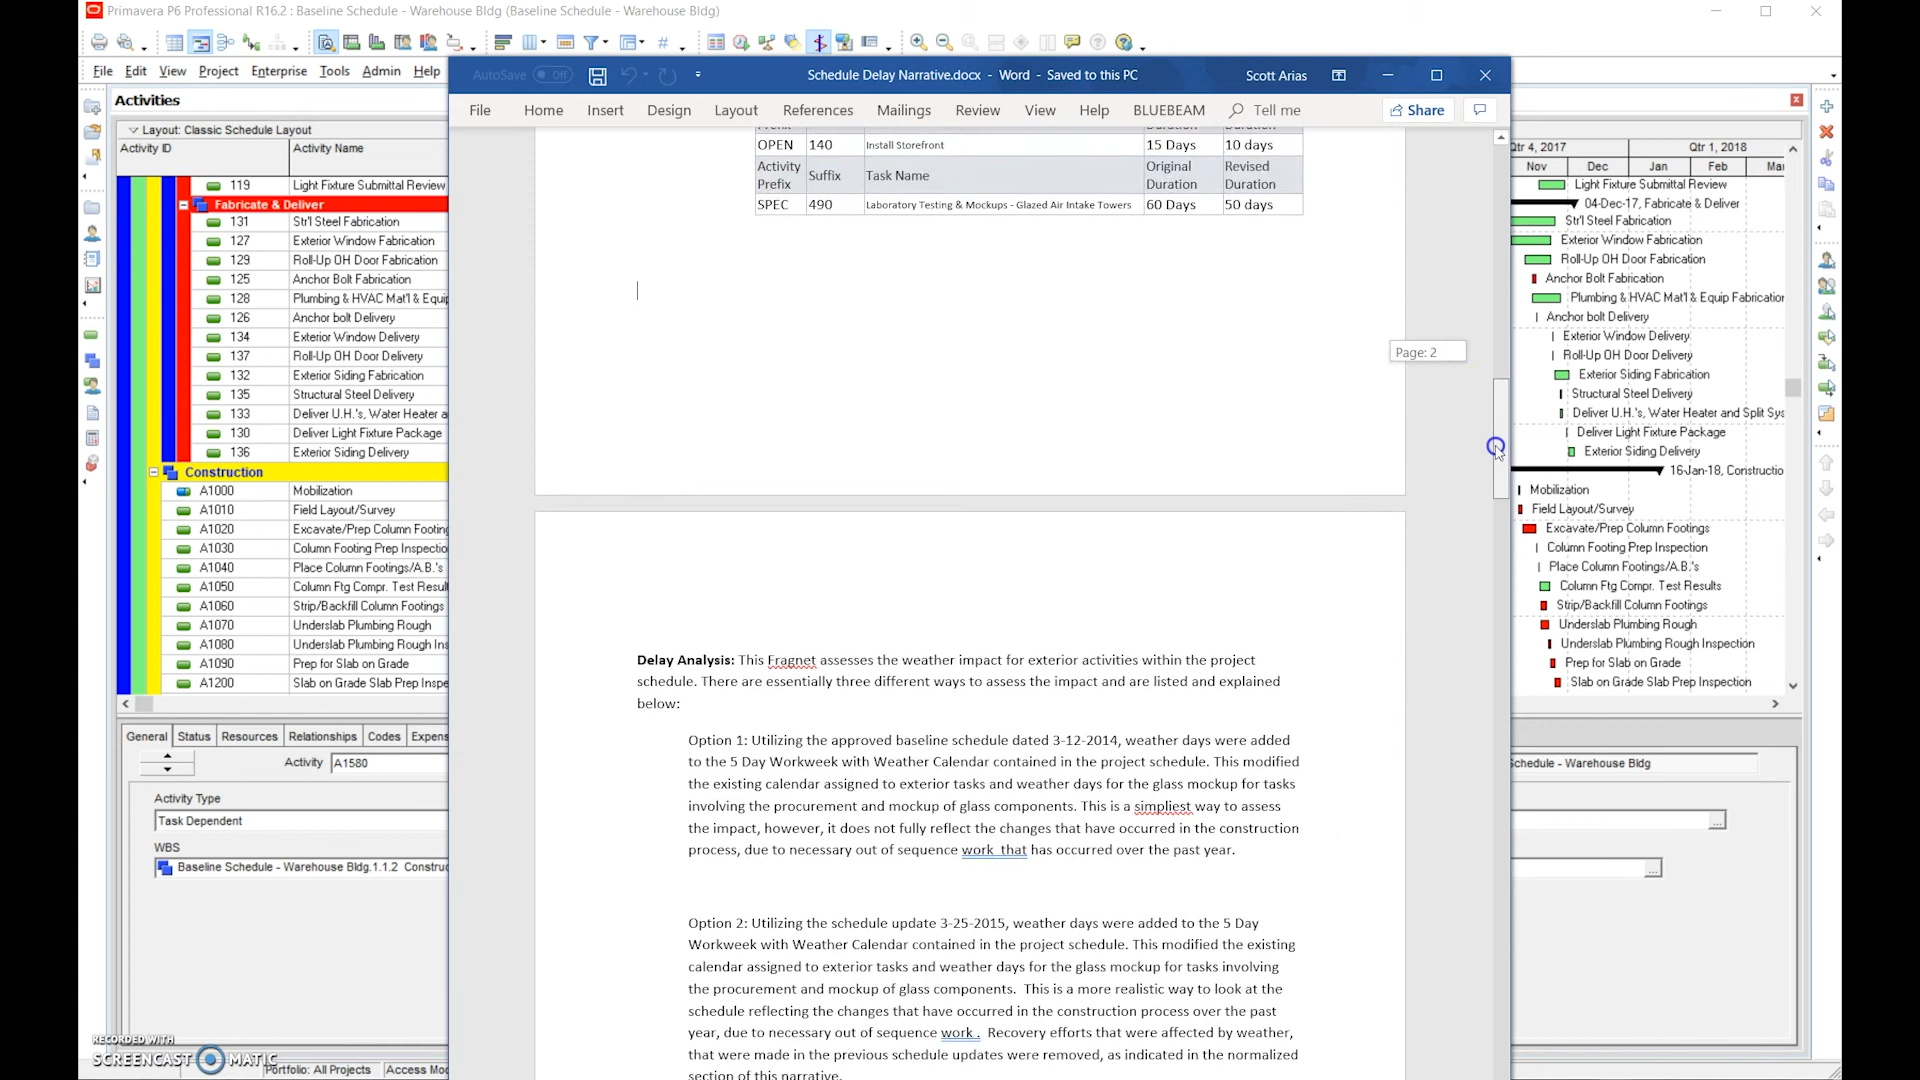 Primavera P6 Professional R16.2 : Baseline Schedule - Warehouse Bldg (Baseline Schedule - Warehouse Bldg)
File Edit View Project Enterprise Tools Admin Help
Activities
Layout: Classic Schedule Layout
Activity ID Activity Name
119 Light Fixture Submittal Review
Fabricate & Deliver
131 Str'l Steel Fabrication
127 Exterior Window Fabrication
129 Roll-Up OH Door Fabrication
125 Anchor Bolt Fabrication
128 Plumbing & HVAC Mat'l & Equip
126 Anchor bolt Delivery
134 Exterior Window Delivery
137 Roll-Up OH Door Delivery
132 Exterior Siding Fabrication
135 Structural Steel Delivery
133 Deliver U.H.'s, Water Heater a
130 Deliver Light Fixture Package
136 Exterior Siding Delivery
Construction
A1000 Mobilization
A1010 Field Layout/Survey
A1020 Excavate/Prep Column Footing
A1030 Column Footing Prep Inspectio
A1040 Place Column Footings/A.B.'s
A1050 Column Ftg Compr. Test Resul
A1060 Strip/Backfill Column Footings
A1070 Underslab Plumbing Rough
A1080 Underslab Plumbing Rough Ins
A1090 Prep for Slab on Grade
A1200 Slab on Grade Slab Prep Inspe
General Status Resources Relationships Codes Expen
Activity A1580
Activity Type
Task Dependent
WBS
Baseline Schedule - Warehouse Bldg.1.1.2 Constru
RECORDED WITH
SCREENCAST MATIC
Portfolio: All Projects Access Mod
AutoSave Off
Schedule Delay Narrative.docx - Word - Saved to this PC
Scott Arias
File Home Insert Design Layout References Mailings Review View Help BLUEBEAM Tell me Share
Prefix Duration Duration
OPEN 140 Install Storefront 15 Days 10 days
Activity Prefix Suffix Task Name Original Duration Revised Duration
SPEC 490 Laboratory Testing & Mockups - Glazed Air Intake Towers 60 Days 50 days
Page: 2
Delay Analysis: This Fragnet assesses the weather impact for exterior activities within the project
schedule. There are essentially three different ways to assess the impact and are listed and explained
below:
Option 1: Utilizing the approved baseline schedule dated 3-12-2014, weather days were added
to the 5 Day Workweek with Weather Calendar contained in the project schedule. This modified
the existing calendar assigned to exterior tasks and weather days for the glass mockup for tasks
involving the procurement and mockup of glass components. This is a simpliest way to assess
the impact, however, it does not fully reflect the changes that have occurred in the construction
process, due to necessary out of sequence work  that has occurred over the past year.
Option 2: Utilizing the schedule update 3-25-2015, weather days were added to the 5 Day
Workweek with Weather Calendar contained in the project schedule. This modified the existing
calendar assigned to exterior tasks and weather days for the glass mockup for tasks involving
the procurement and mockup of glass components.  This is a more realistic way to look at the
schedule reflecting the changes that have occurred in the construction process over the past
year, due to necessary out of sequence work .  Recovery efforts that were affected by weather,
that were made in the previous schedule updates were removed, as indicated in the normalized
section of this narrative.
Qtr 4, 2017 Qtr 1, 2018
Nov Dec Jan Feb Ma
Light Fixture Submittal Review
04-Dec-17, Fabricate & Deliver
Str'l Steel Fabrication
Exterior Window Fabrication
Roll-Up OH Door Fabrication
Anchor Bolt Fabrication
Plumbing & HVAC Mat'l & Equip Fabrication
Anchor bolt Delivery
Exterior Window Delivery
Roll-Up OH Door Delivery
Exterior Siding Fabrication
Structural Steel Delivery
Deliver U.H.'s, Water Heater and Split Sys
Deliver Light Fixture Package
Exterior Siding Delivery
16-Jan-18, Constructio
Mobilization
Field Layout/Survey
Excavate/Prep Column Footings
Column Footing Prep Inspection
Place Column Footings/A.B.'s
Column Ftg Compr. Test Results
Strip/Backfill Column Footings
Underslab Plumbing Rough
Underslab Plumbing Rough Inspection
Prep for Slab on Grade
Slab on Grade Slab Prep Inspection
Schedule - Warehouse Bldg